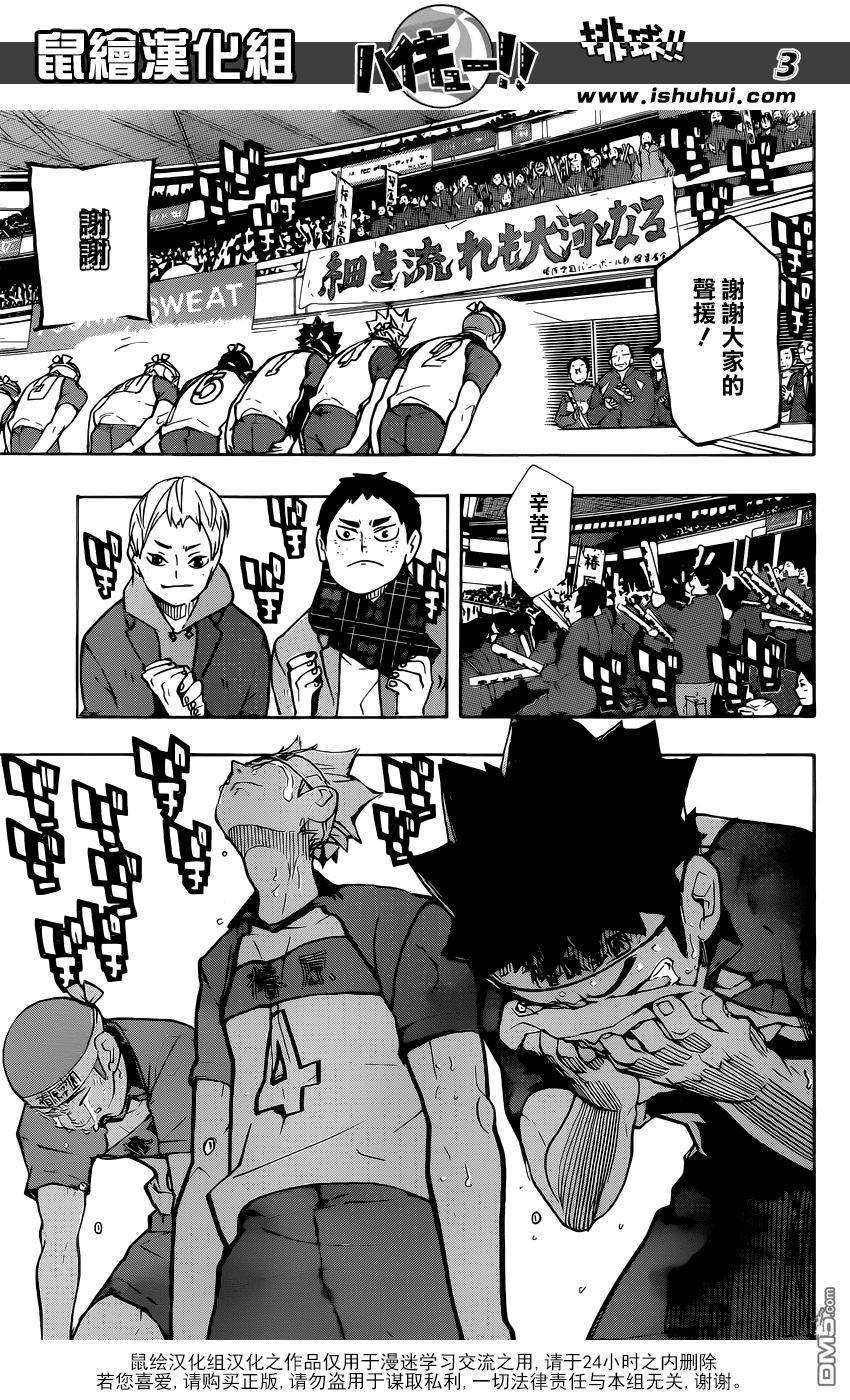 鼠繪漢化組
ハイキュー!!
排球!!
3
www.ishuhui.com
謝謝大家的
聲援！
細き流れも大河となる
謝謝
SWEAT
2
1
5
辛苦了！
椿原
椿原
4
鼠绘汉化组汉化之作品仅用于漫迷学习交流之用, 请于24小时之内删除
若您喜爱, 请购买正版, 请勿盗用于谋取私利, 一切法律责任与本组无关, 谢谢。
DM5.com